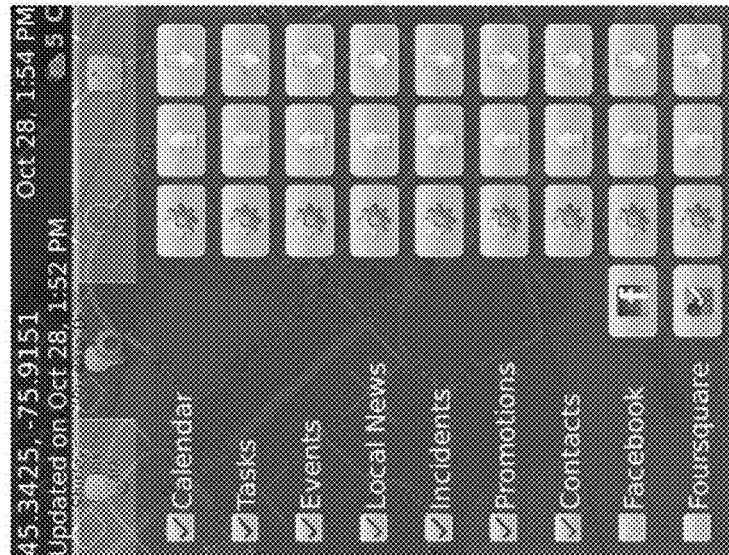 45.3425, -75.9151 Oct 28, 1:54 PM
Updated on Oct 28, 1:52 PM S C
Calendar
Tasks
Events
Local News
Incidents
Promotions
Contacts
Facebook
Foursquare